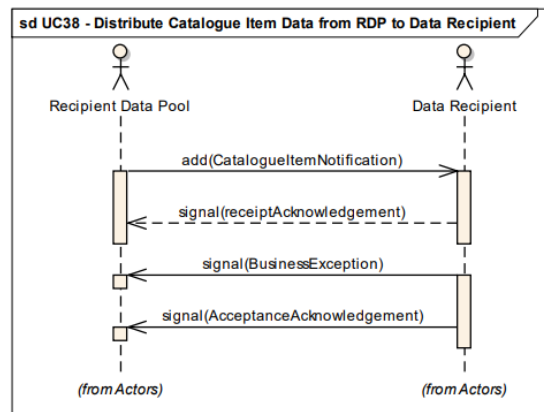 sd UC38 - Distribute Catalogue Item Data from RDP to Data Recipient
Recipient Data Pool
Data Recipient
add(CatalogueItemNotification)
signal(receiptAcknowledgement)
signal(BusinessException)
signal(AcceptanceAcknowledgement)
(from Actors)
(from Actors)